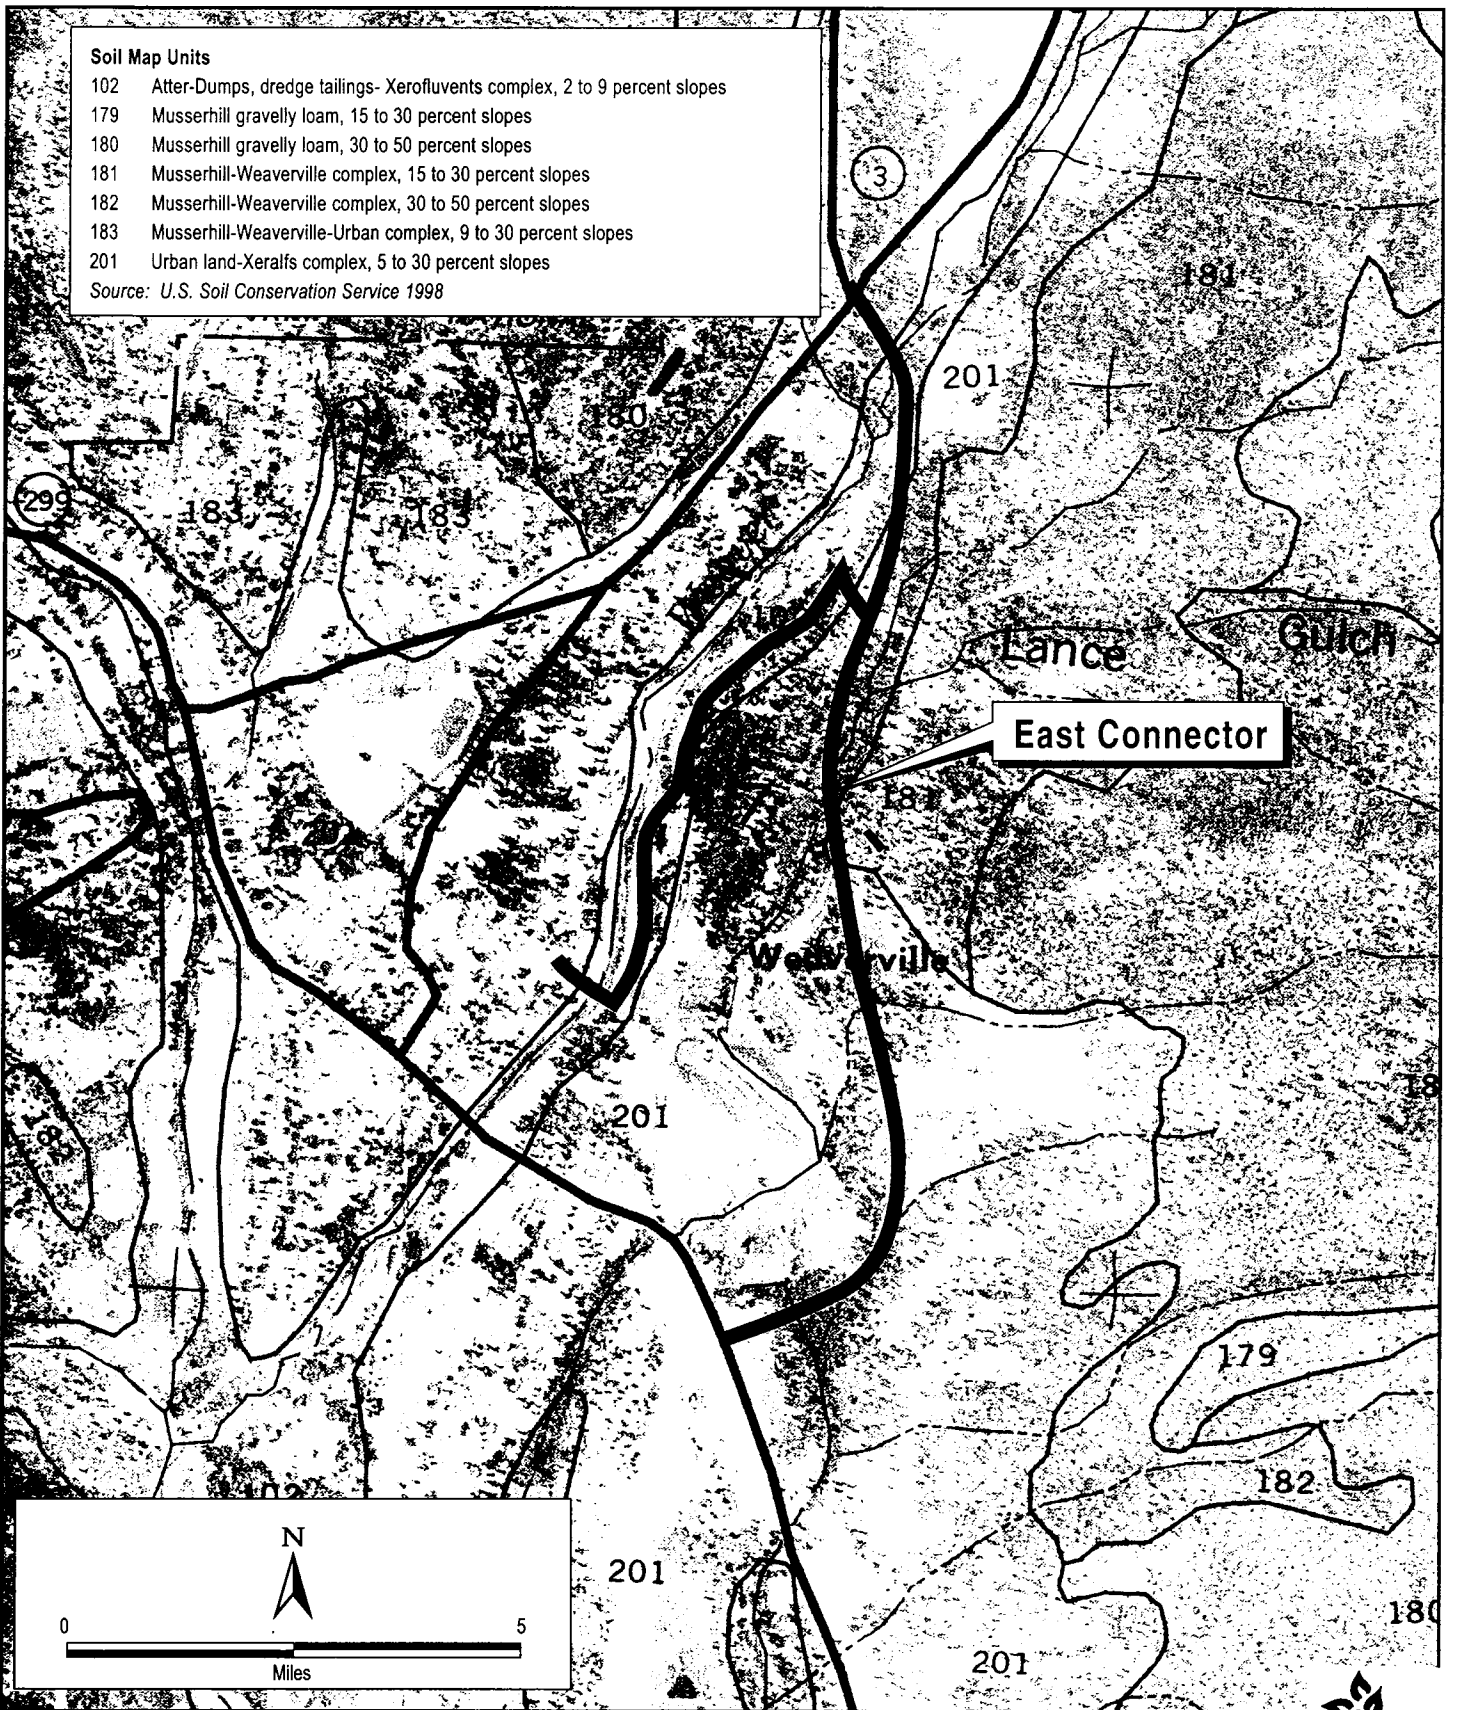 Soil Map Units
102 Atter-Dumps, dredge tailings- Xerofluvents complex, 2 to 9 percent slopes
179 Musserhill gravelly loam, 15 to 30 percent slopes
180 Musserhill gravelly loam, 30 to 50 percent slopes
181 Musserhill-Weaverville complex, 15 to 30 percent slopes
182 Musserhill-Weaverville complex, 30 to 50 percent slopes
183 Musserhill-Weaverville-Urban complex, 9 to 30 percent slopes
201 Urban land-Xeralfs complex, 5 to 30 percent slopes
Source: U.S. Soil Conservation Service 1998
3
181
201
180
299
183
183
Lance
Gulch
East Connector
181
Weaverville
18
201
183
179
182
102
201
180
201
N
0 5
Miles